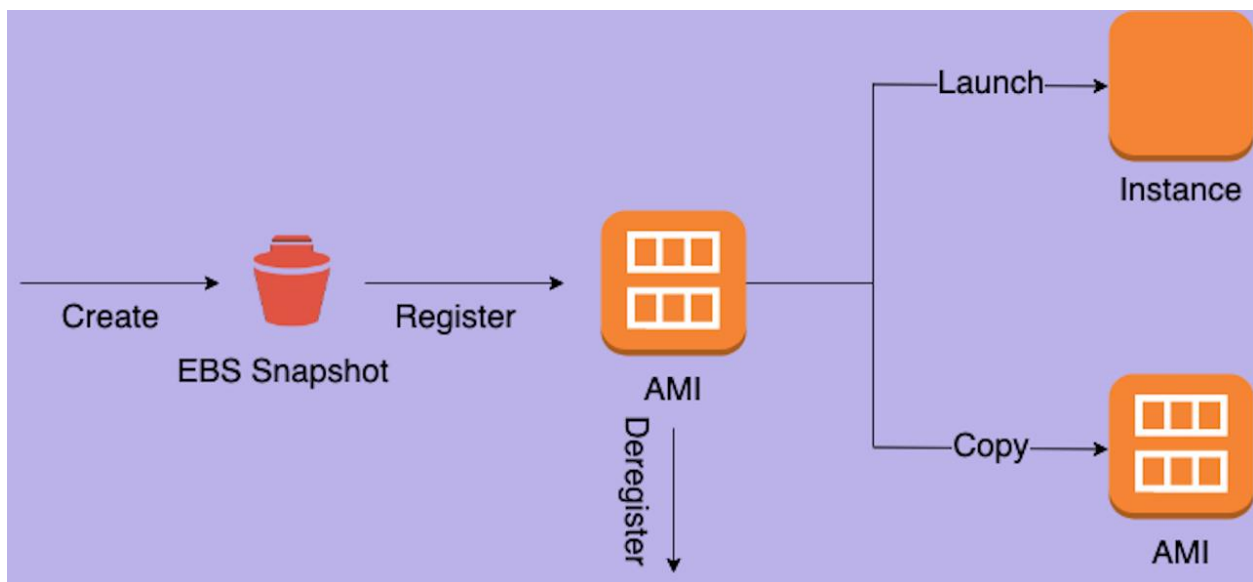 Launch
Instance
Create
Register
EBS Snapshot
AMI
Deregister
Copy
AMI